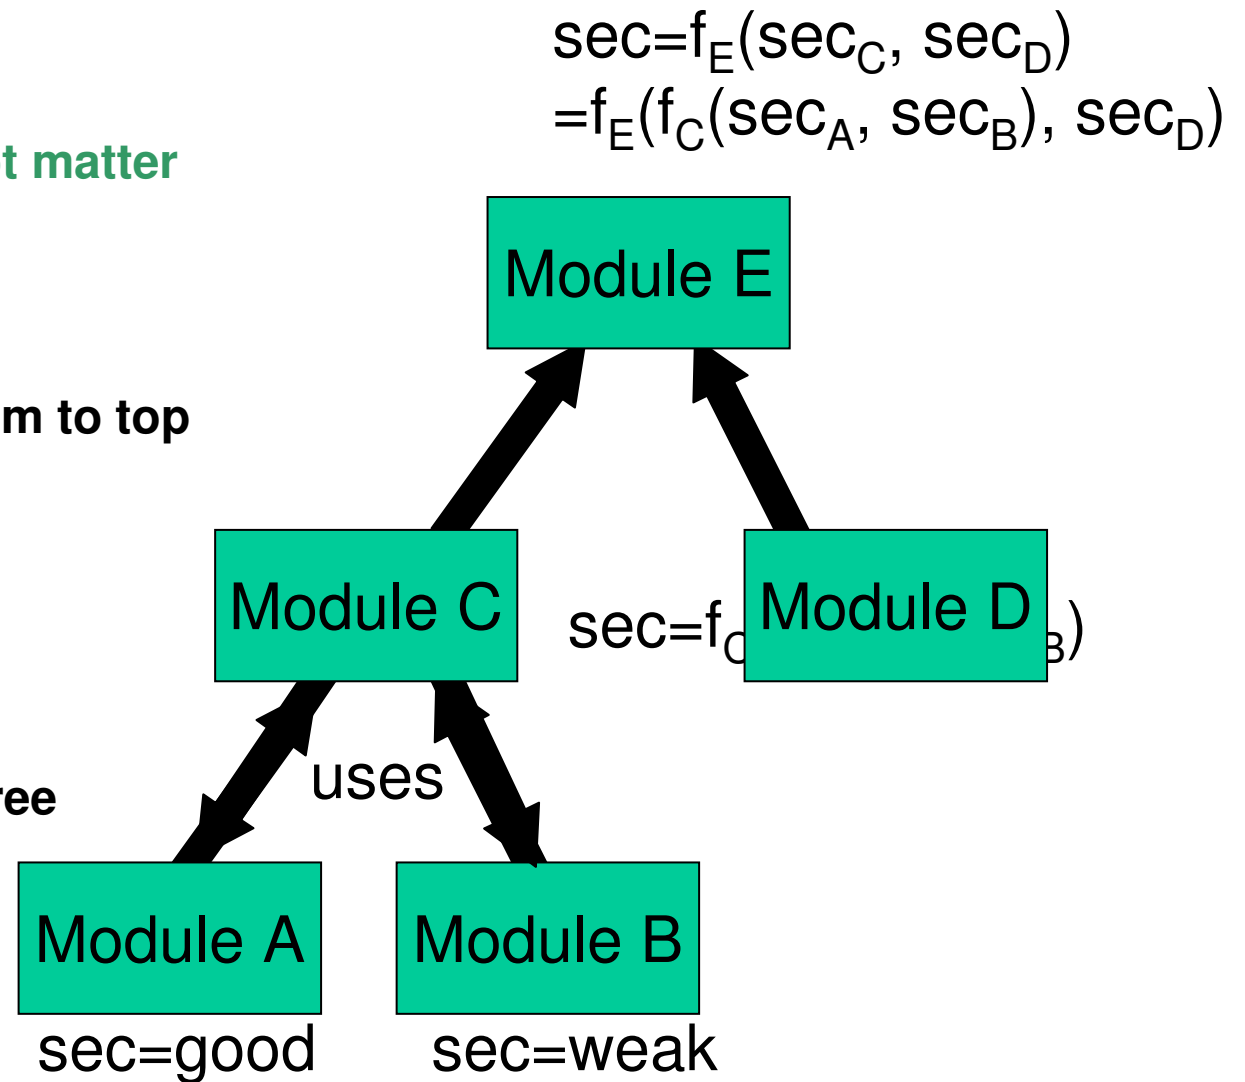 sec=f_E(sec_C, sec_D)
=f_E(f_C(sec_A, sec_B), sec_D)
matter
Module E
to top
Module C
sec=f_C
Module D
B)
uses
Module A
Module B
sec=good
sec=weak